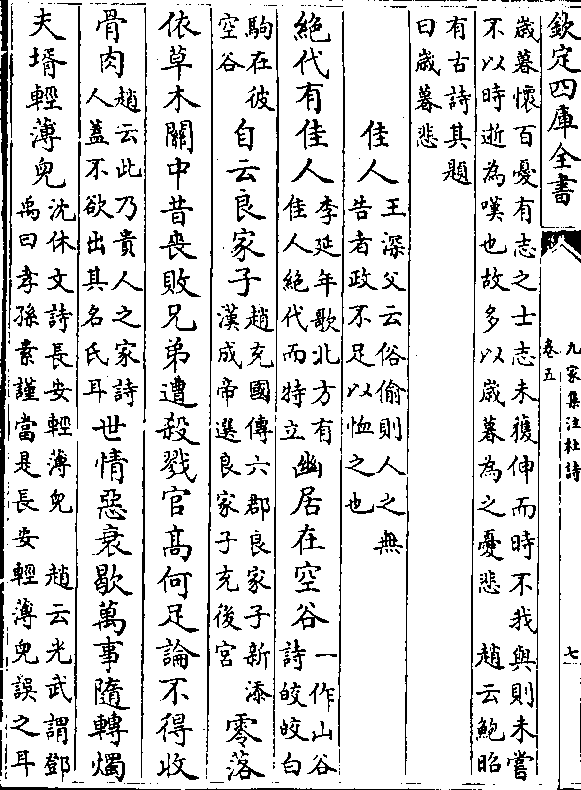 欽定四庫全書
九家集注杜詩
卷五
七
歲暮懷百憂有志之士志未獲伸而時不我與則未嘗
不以時逝為嘆也故多以歲暮為之憂悲　趙云鮑昭
有古詩其題
曰歲暮悲
佳人王深父云俗偷則人之無
告者政不足以恤之也
絶代有佳人李延年歌北方有
佳人絶代而特立幽居在空谷一作山谷
詩皎皎白
駒在彼
空谷自云良家子趙充國傳六郡良家子新添
漢成帝選良家子充後宮零落
依草木關中昔喪敗兄弟遭殺戮官髙何足論不得收
骨肉趙云此乃貴人之家詩
人蓋不欲出其名氏耳世情惡衰歇萬事隨轉燭
夫壻輕薄兒沈休文詩長安輕薄兒　趙云光武謂鄧
禹曰孝孫素謹當是長安輕薄兒誤之耳